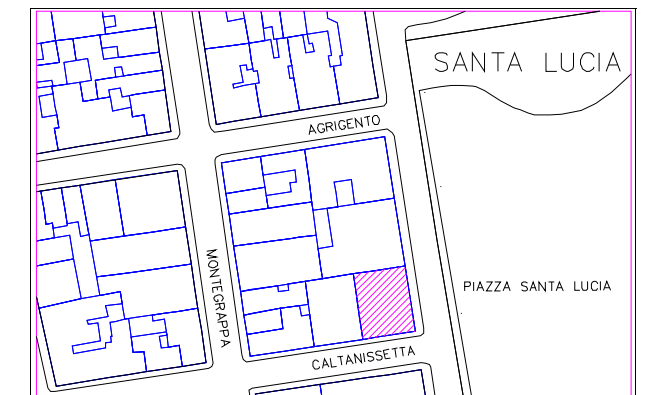 SANTA LUCIA
AGRIGENTO
MONTEGRAPPA
PIAZZA SANTA LUCIA
CALTANISSETTA